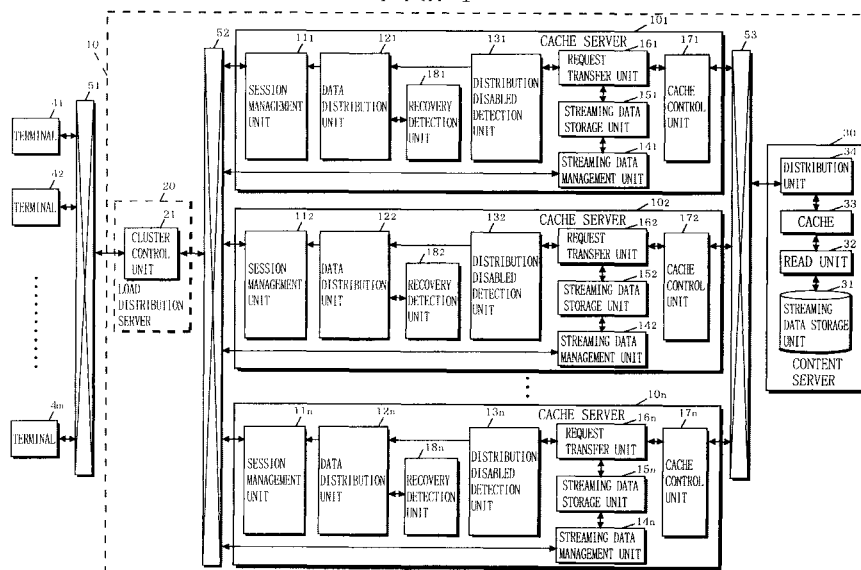 10
51
41
TERMINAL
42
TERMINAL
4m
TERMINAL
20
21
CLUSTER
CONTROL
UNIT
LOAD
DISTRIBUTION
SERVER
52
101
CACHE SERVER
111
SESSION
MANAGEMENT
UNIT
121
DATA
DISTRIBUTION
UNIT
181
RECOVERY
DETECTION
UNIT
131
DISTRIBUTION
DISABLED
DETECTION
UNIT
161
REQUEST
TRANSFER UNIT
151
STREAMING DATA
STORAGE UNIT
141
STREAMING DATA
MANAGEMENT UNIT
171
CACHE
CONTROL
UNIT
102
CACHE SERVER
112
SESSION
MANAGEMENT
UNIT
122
DATA
DISTRIBUTION
UNIT
182
RECOVERY
DETECTION
UNIT
132
DISTRIBUTION
DISABLED
DETECTION
UNIT
162
REQUEST
TRANSFER UNIT
152
STREAMING DATA
STORAGE UNIT
142
STREAMING DATA
MANAGEMENT UNIT
172
CACHE
CONTROL
UNIT
10n
CACHE SERVER
11n
SESSION
MANAGEMENT
UNIT
12n
DATA
DISTRIBUTION
UNIT
18n
RECOVERY
DETECTION
UNIT
13n
DISTRIBUTION
DISABLED
DETECTION
UNIT
16n
REQUEST
TRANSFER UNIT
15n
STREAMING DATA
STORAGE UNIT
14n
STREAMING DATA
MANAGEMENT UNIT
17n
CACHE
CONTROL
UNIT
53
30
34
DISTRIBUTION
UNIT
33
CACHE
32
READ UNIT
31
STREAMING
DATA STORAGE
UNIT
CONTENT
SERVER